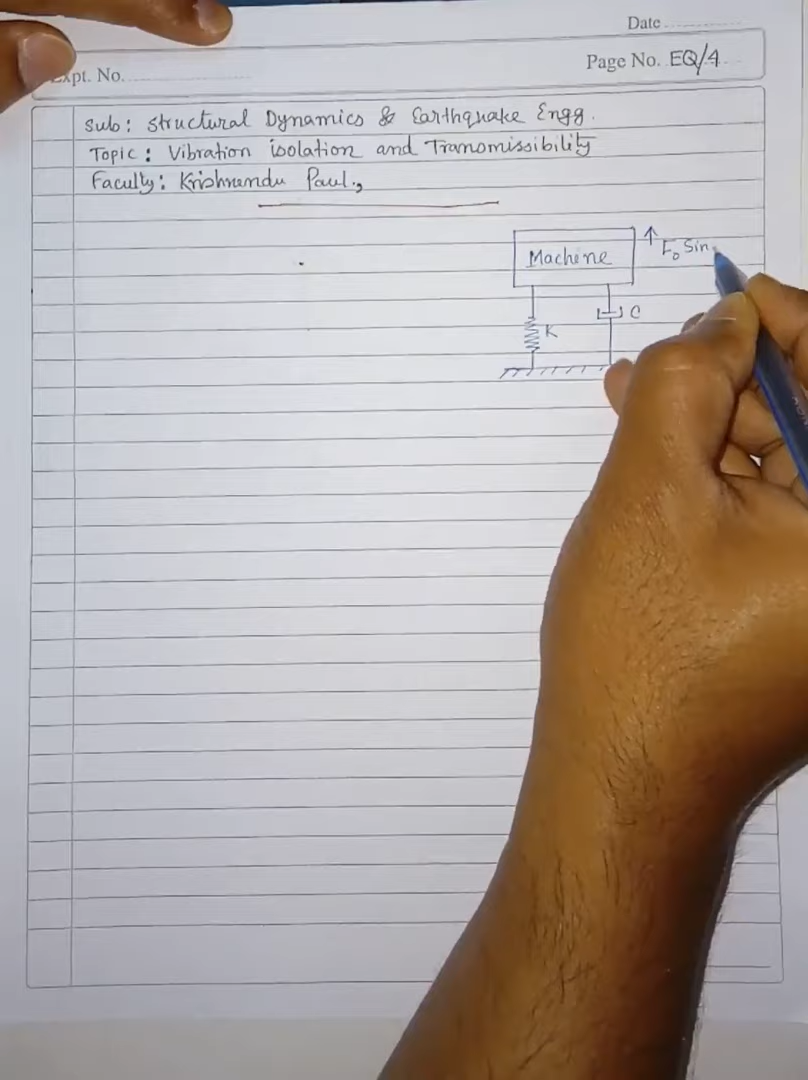 Date
Expt. No.
Page No. EQ/4
Sub: Structural Dynamics & Earthquake Engg.
Topic: Vibration isolation and Transmissibility
Faculty: Krishnendu Paul.,
Machine
F₀ Sin
K
C